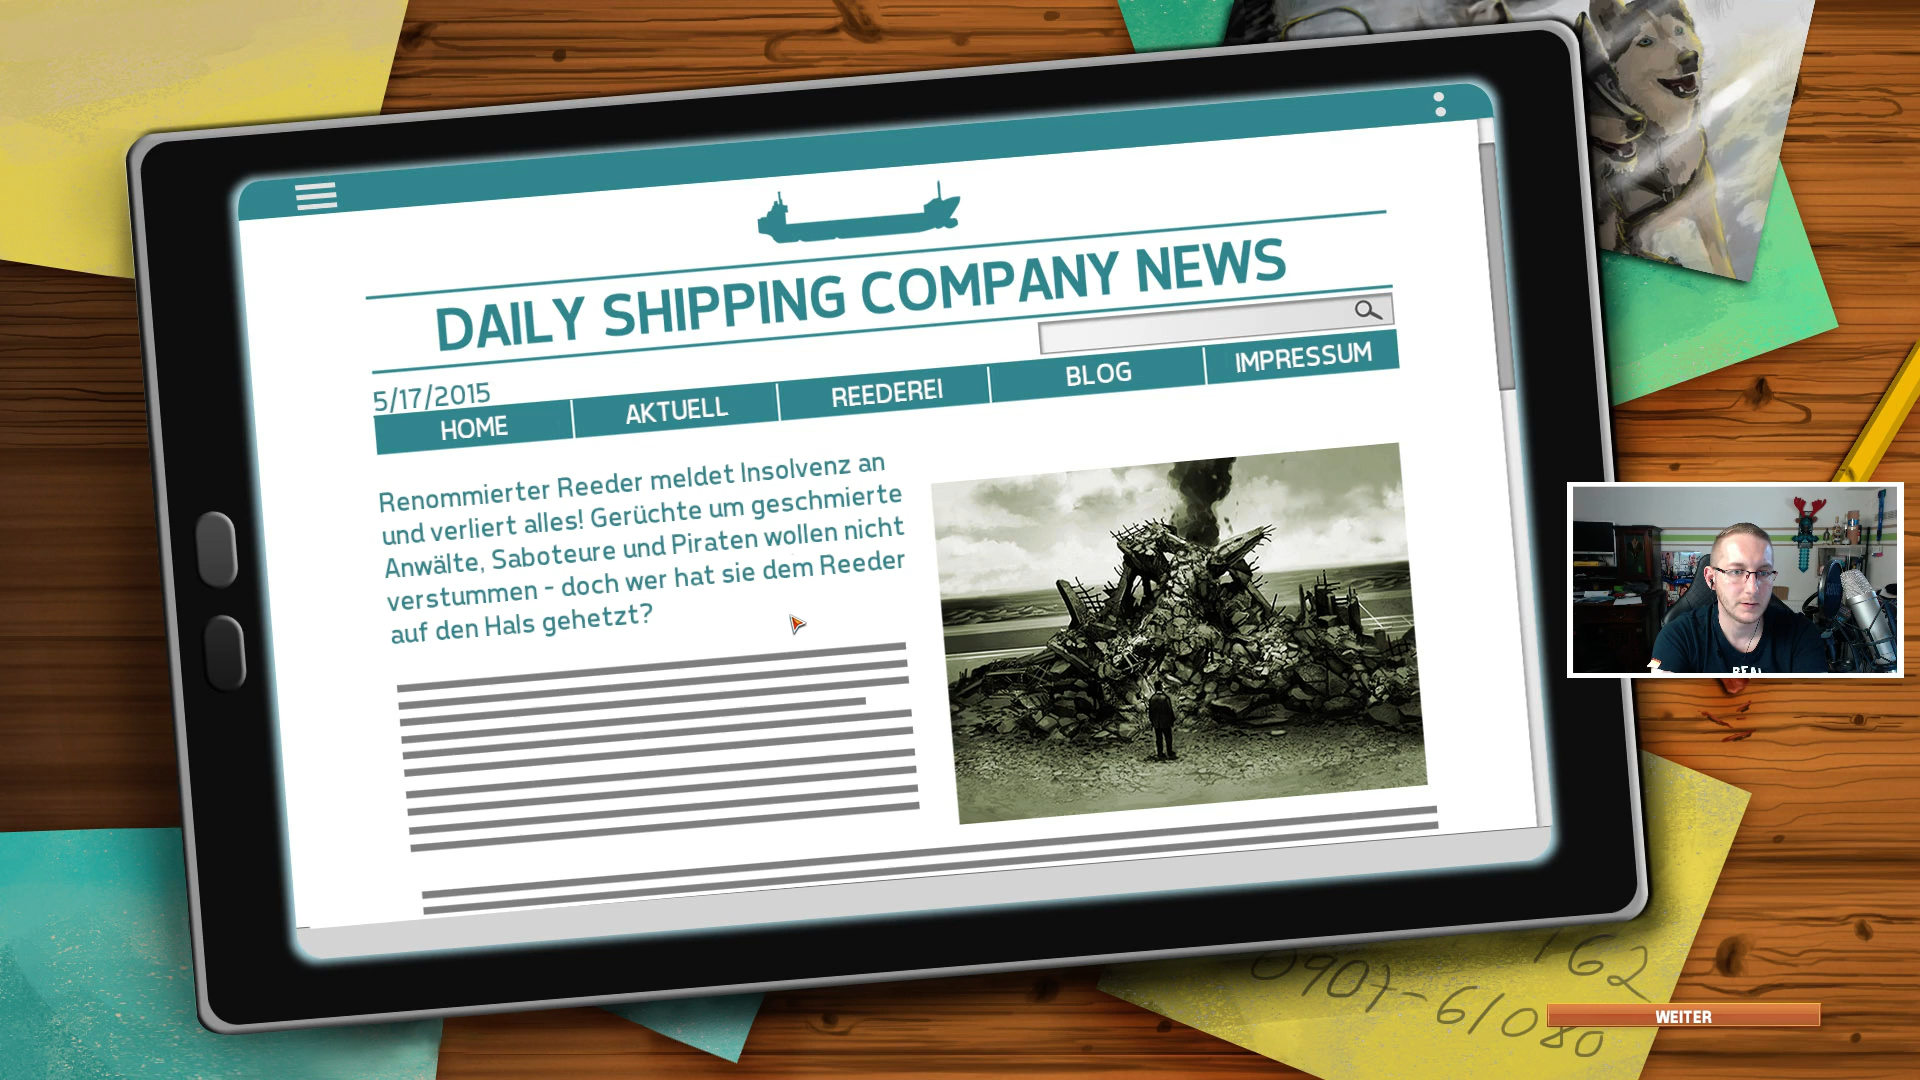 DAILY SHIPPING COMPANY NEWS
5/17/2015
HOME
AKTUELL
REEDEREI
BLOG
IMPRESSUM
Renommierter Reeder meldet Insolvenz an
und verliert alles! Gerüchte um geschmierte
Anwälte, Saboteure und Piraten wollen nicht
verstummen - doch wer hat sie dem Reeder
auf den Hals gehetzt?
162
0907-61080
WEITER